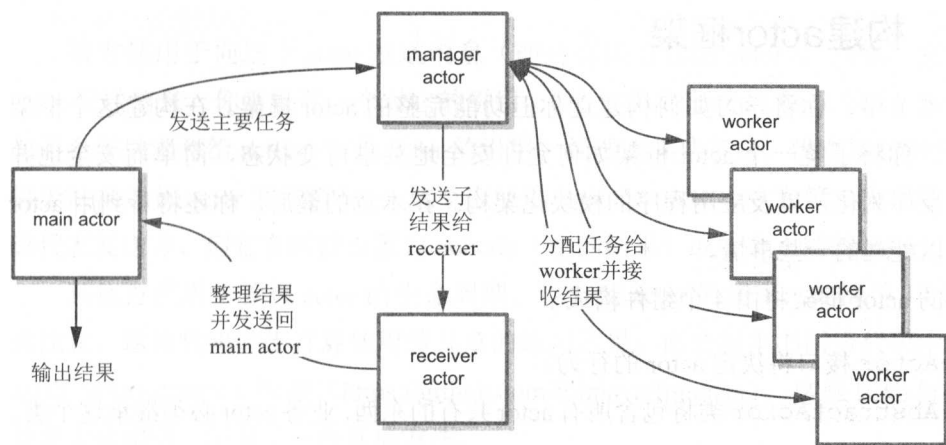 manager
actor
发送主要任务
worker
actor
main actor
发送子
结果给
receiver
worker
actor
分配任务给
worker并接
收结果
整理结果
并发送回
main actor
worker
actor
receiver
actor
输出结果
worker
actor